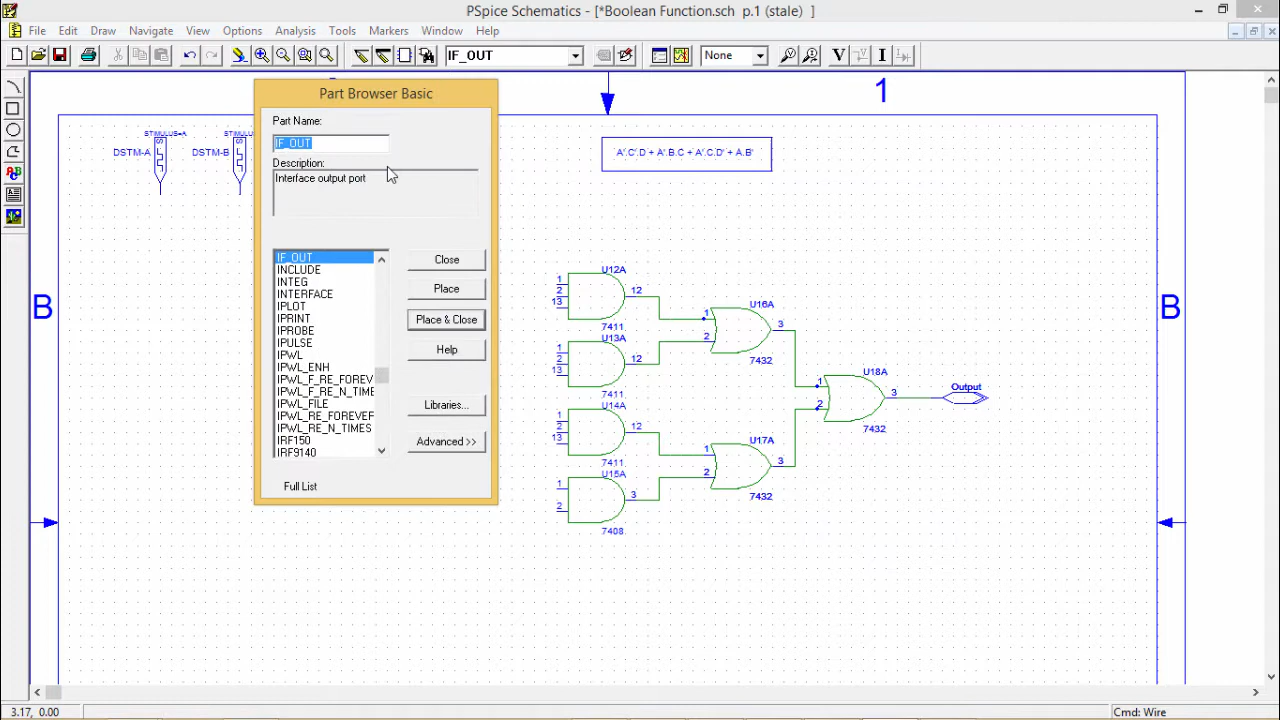 PSpice Schematics - [*Boolean Function.sch p.1 (stale) ]
File Edit Draw Navigate View Options Analysis Tools Markers Window Help
IF_OUT
None
V
I
1
B
B
STIMULUS=A
DSTM-A
S
STIMULU
DSTM-B
S
A'.C'.D + A'.B.C + A'.C.D' + A.B'
Part Browser Basic
Part Name:
IF_OUT
Description:
Interface output port
IF_OUT
INCLUDE
INTEG
INTERFACE
IPLOT
IPRINT
IPROBE
IPULSE
IPWL
IPWL_ENH
IPWL_F_RE_FOREV
IPWL_F_RE_N_TIME
IPWL_FILE
IPWL_RE_FOREVEF
IPWL_RE_N_TIMES
IRF150
IRF9140
Close
Place
Place & Close
Help
Libraries...
Advanced >>
Full List
U12A
1
2
13
12
7411
U13A
1
2
13
12
7411
U14A
1
2
13
12
7411
U15A
1
2
3
7408
U16A
1
2
3
7432
U17A
1
2
3
7432
U18A
1
2
3
7432
Output
3.17, 0.00
Cmd: Wire